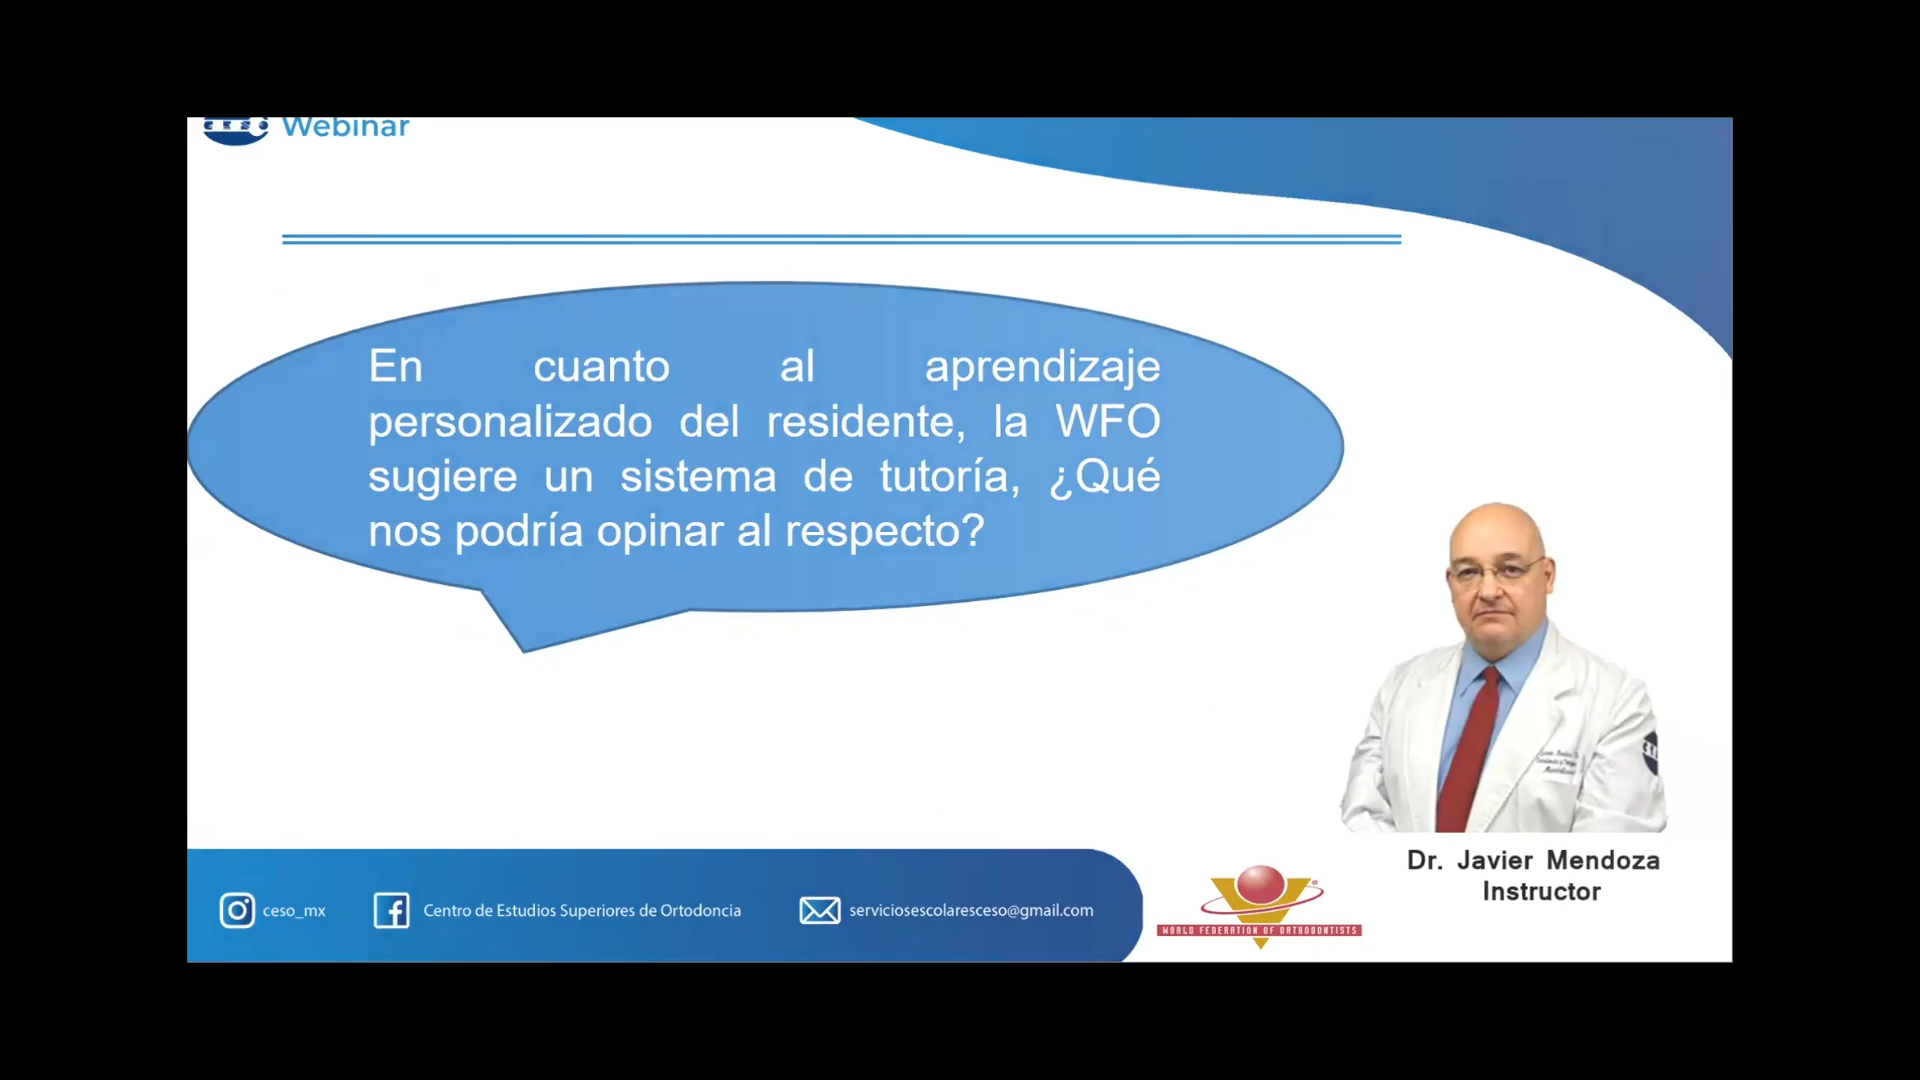 Webinar
En cuanto al aprendizaje
personalizado del residente, la WFO
sugiere un sistema de tutoría, ¿Qué
nos podría opinar al respecto?
Dr. Javier Mendoza
Instructor
ceso_mx
Centro de Estudios Superiores de Ortodoncia
serviciosescolaresceso@gmail.com
WORLD FEDERATION OF ORTHODONTISTS